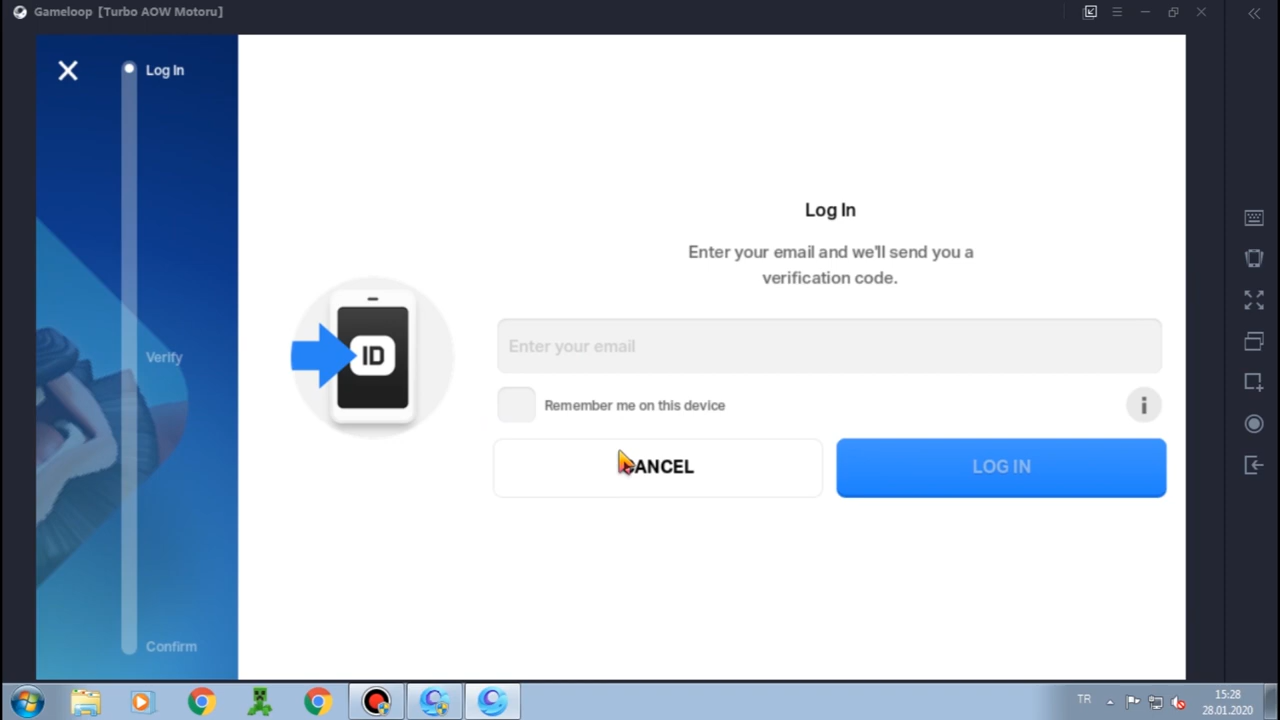 Gameloop [Turbo AOW Motoru]
Log In
Verify
Confirm
Log In
Enter your email and we'll send you a
verification code.
ID
Enter your email
Remember me on this device
i
CANCEL
LOG IN
TR
15:28
28.01.2020